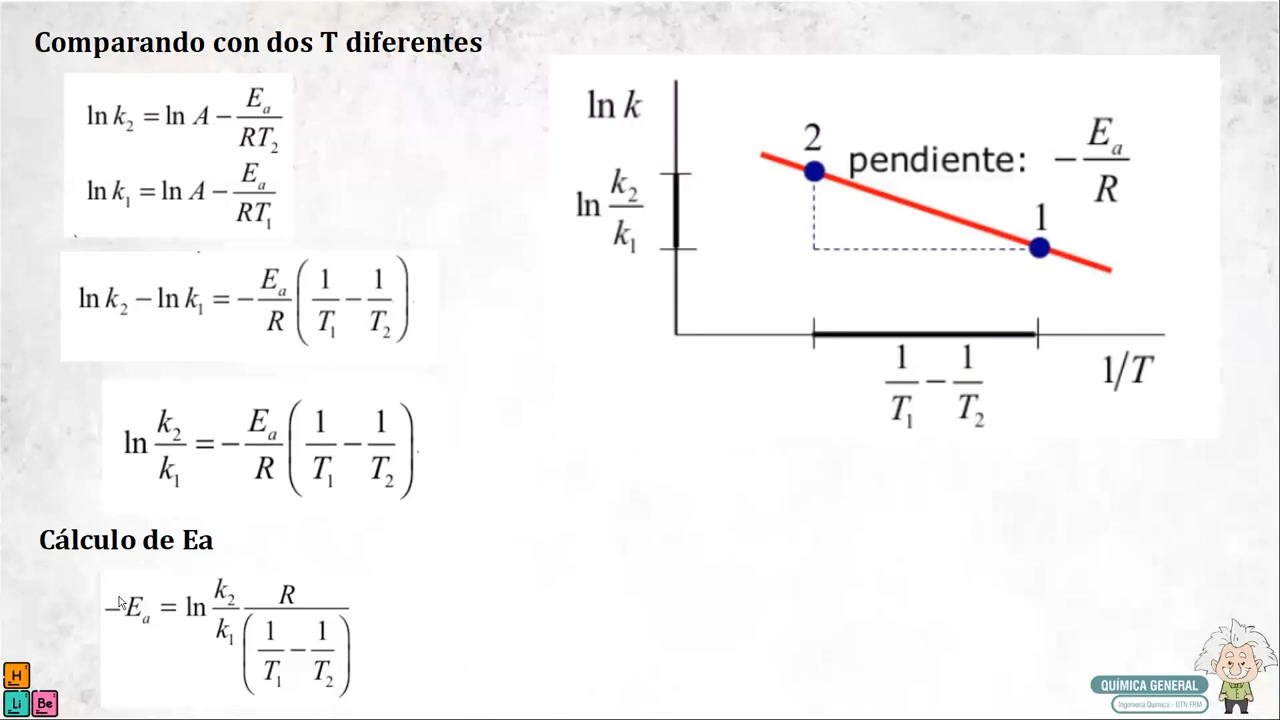 Comparando con dos T diferentes
ln k₂ = ln A − Eₐ/RT₂
ln k₁ = ln A − Eₐ/RT₁
ln k₂ − ln k₁ = − Eₐ/R (1/T₁ − 1/T₂)
ln k₂/k₁ = − Eₐ/R (1/T₁ − 1/T₂)
Cálculo de Ea
−Eₐ = ln k₂/k₁ R/(1/T₁ − 1/T₂)
ln k
2
pendiente: − Eₐ/R
ln k₂/k₁
1
1/T₁ − 1/T₂
1/T
H
Li Be
QUÍMICA GENERAL
Ingeniería Química - UTN FRM